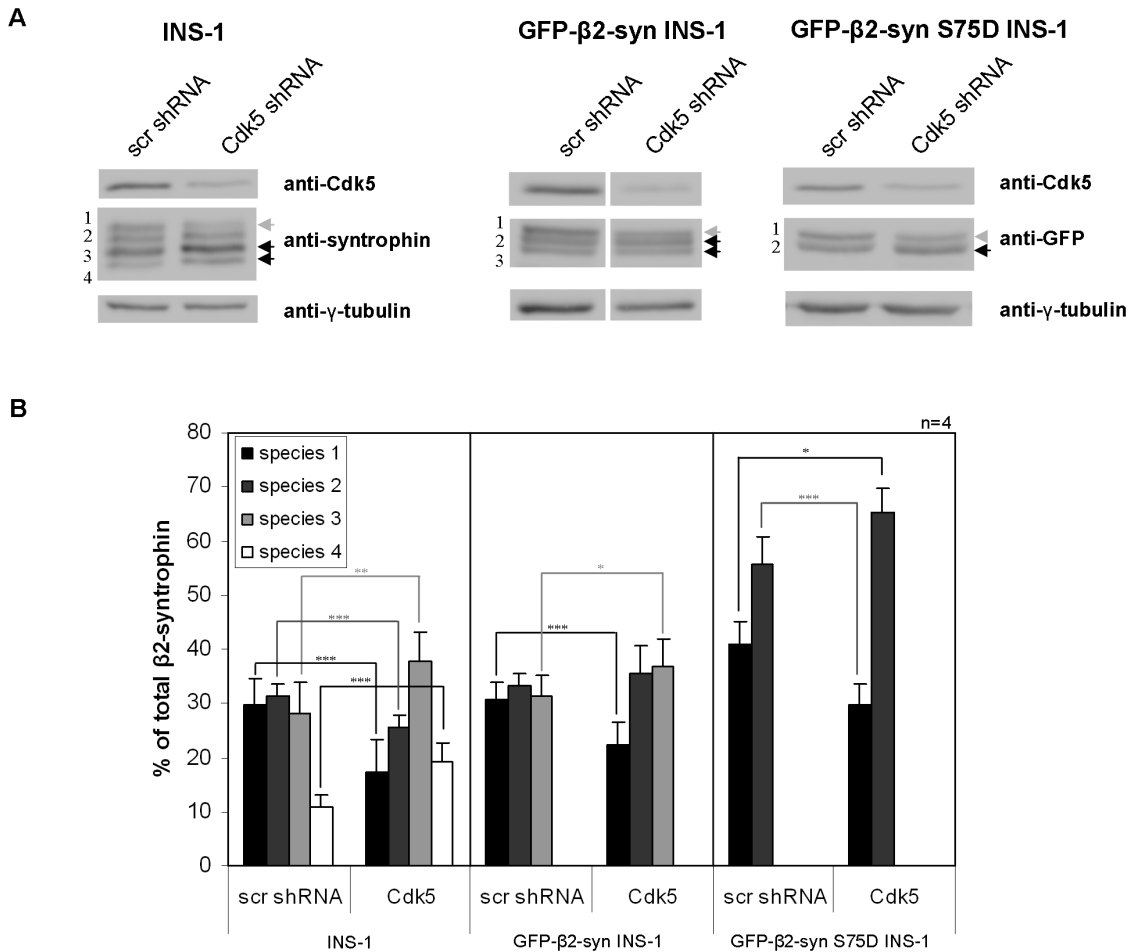 A
INS-1
GFP-β2-syn INS-1
GFP-β2-syn S75D INS-1
scr shRNA
Cdk5 shRNA
scr shRNA
Cdk5 shRNA
scr shRNA
Cdk5 shRNA
anti-Cdk5
anti-Cdk5
1
2
3
4
anti-syntrophin
1
2
3
1
2
anti-GFP
anti-γ-tubulin
anti-γ-tubulin
B
n=4
% of total β2-syntrophin
80
70
60
50
40
30
20
10
0
species 1
species 2
species 3
species 4
***
***
**
***
***
*
*
***
scr shRNA
Cdk5
scr shRNA
Cdk5
scr shRNA
Cdk5
INS-1
GFP-β2-syn INS-1
GFP-β2-syn S75D INS-1